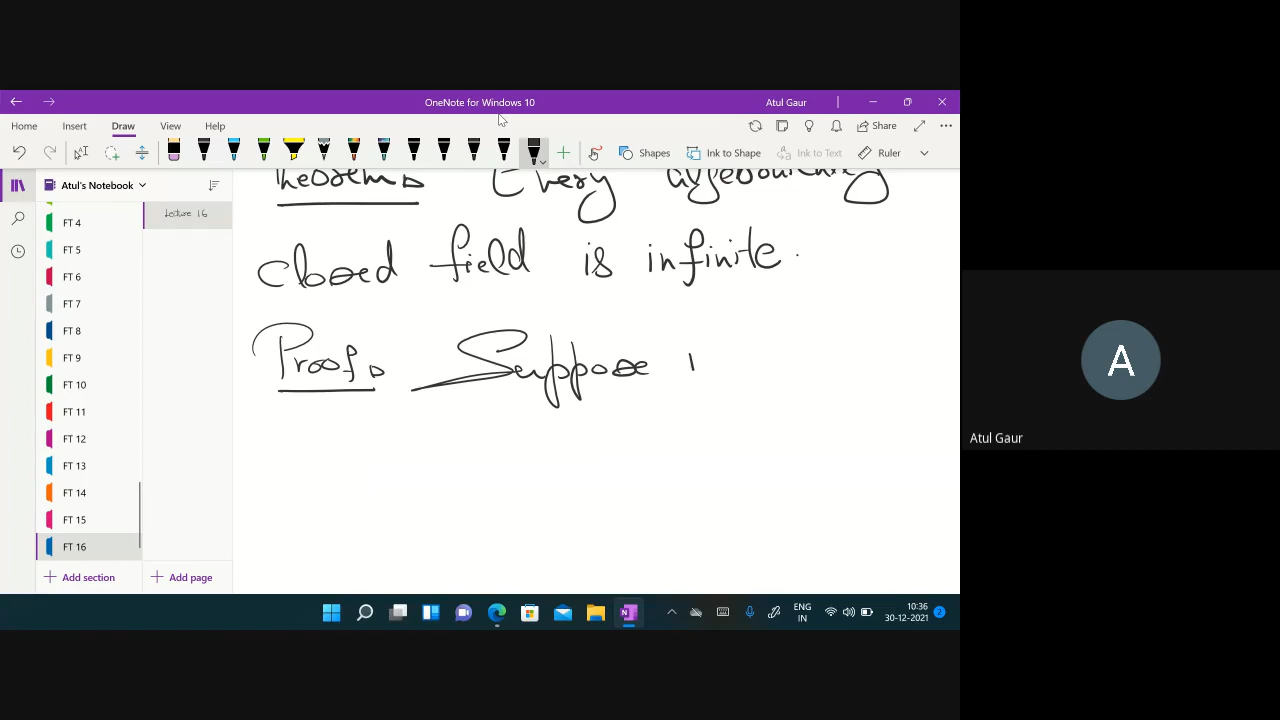 OneNote for Windows 10
Atul Gaur
Home Insert Draw View Help
Share
Shapes Ink to Shape Ink to Text Ruler
Atul's Notebook
Lecture 16
FT 4
FT 5
FT 6
FT 7
FT 8
FT 9
FT 10
FT 11
FT 12
FT 13
FT 14
FT 15
FT 16
Add section Add page
Theorem Every algebraically
closed field is infinite.
Proof Suppose
A
Atul Gaur
ENG
IN
10:36
30-12-2021
2